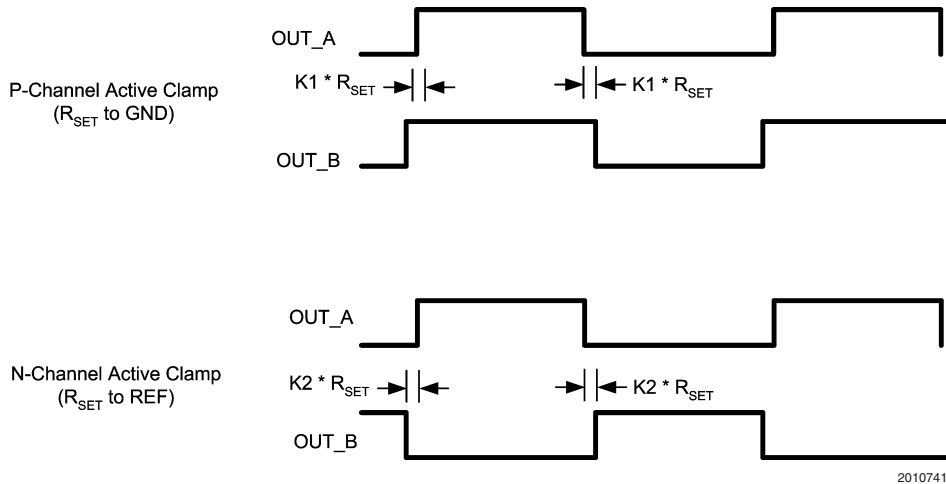 OUT_A
P-Channel Active Clamp
(RSET to GND)
K1 * RSET
K1 * RSET
OUT_B
OUT_A
N-Channel Active Clamp
(RSET to REF)
K2 * RSET
K2 * RSET
OUT_B
2010741